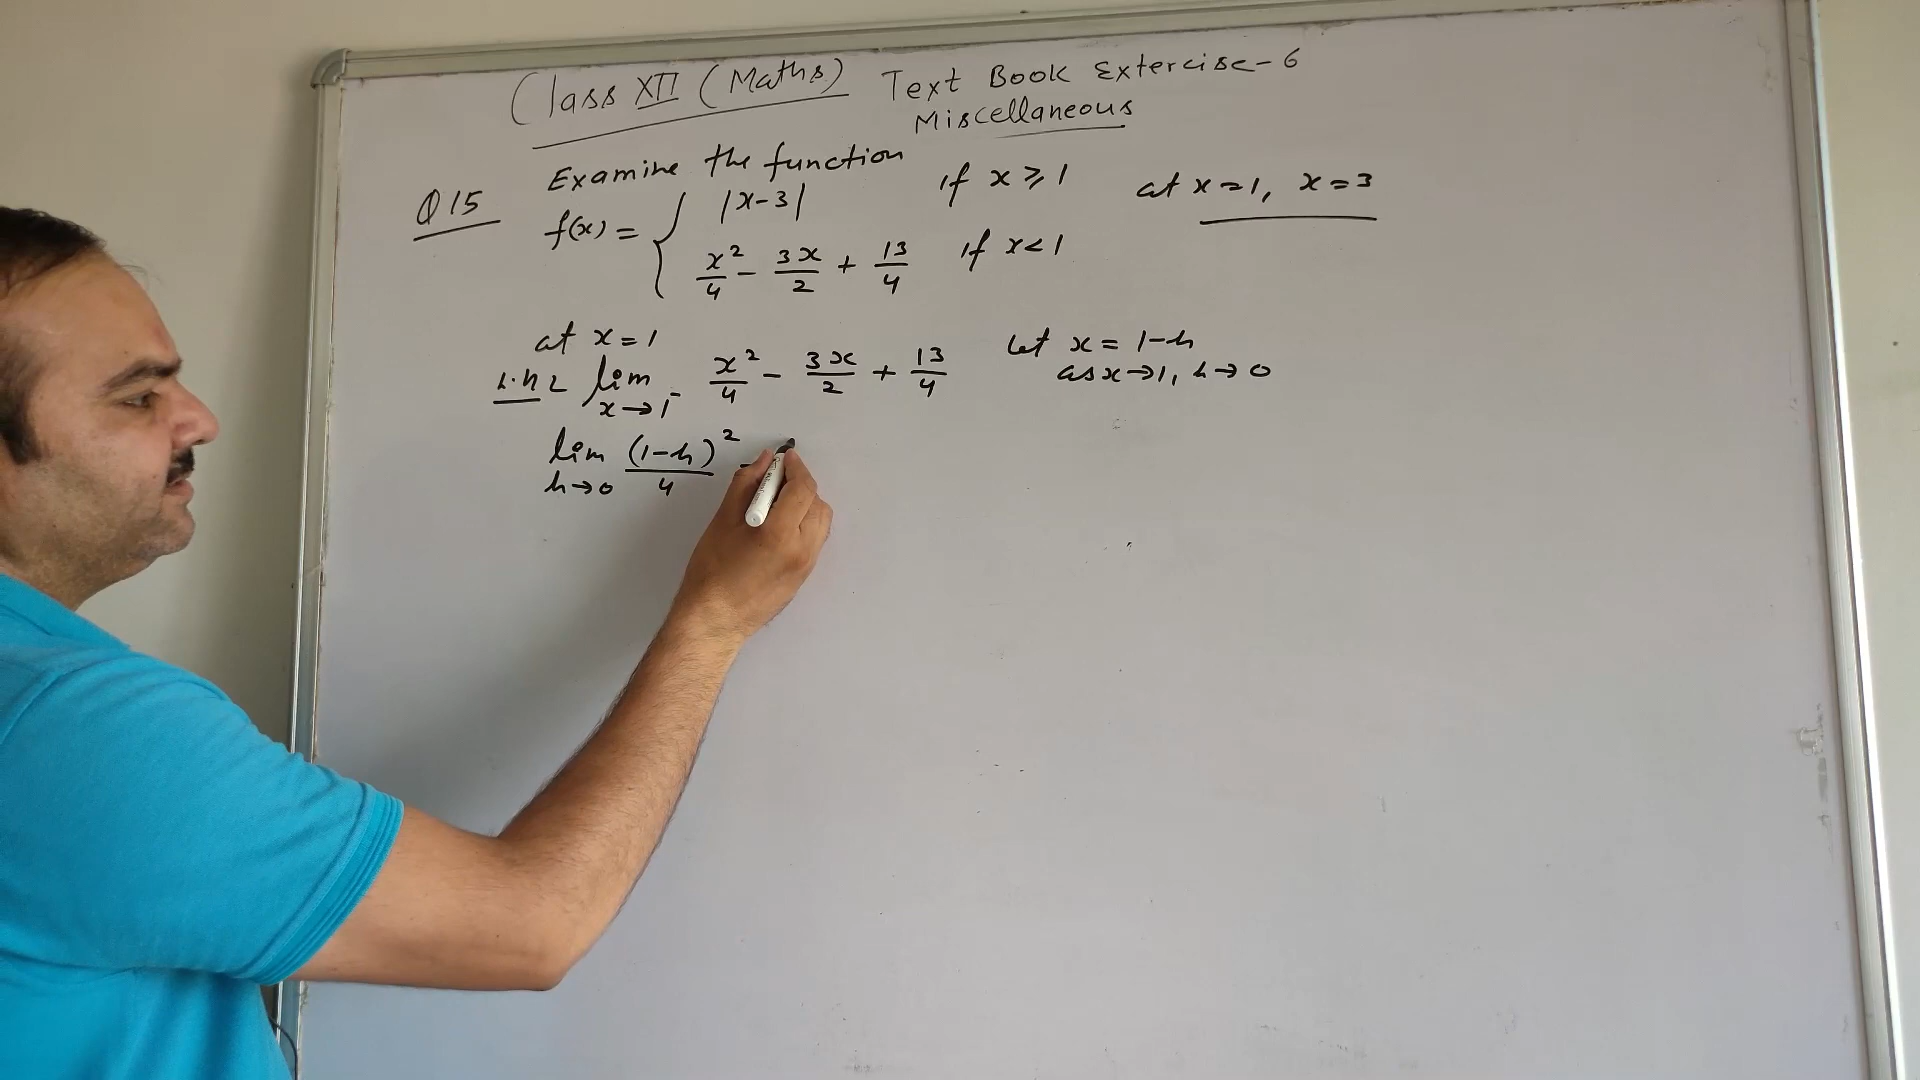 Class XII (Maths) Text Book Extercise-6
Miscellaneous
Q15 Examine the function
f(x) = { |x-3| if x ⩾ 1 at x=1, x=3
x²/4 - 3x/2 + 13/4 if x<1
at x=1
L.H.L lim x→1⁻ x²/4 - 3x/2 + 13/4 let x = 1-h
as x→1, h→0
lim h→0 (1-h)²/4 -